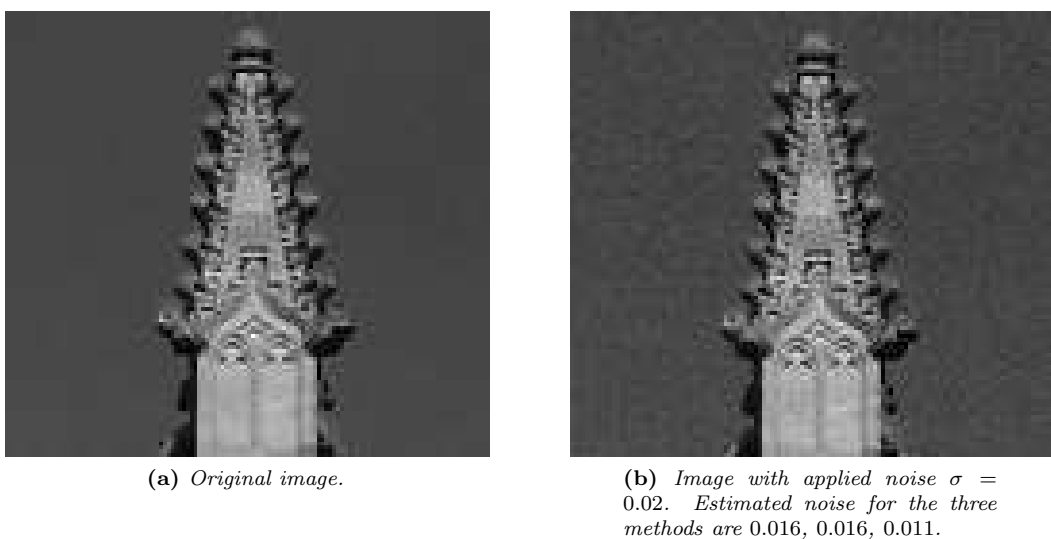 (a) Original image.
(b) Image with applied noise σ =
0.02. Estimated noise for the three
methods are 0.016, 0.016, 0.011.